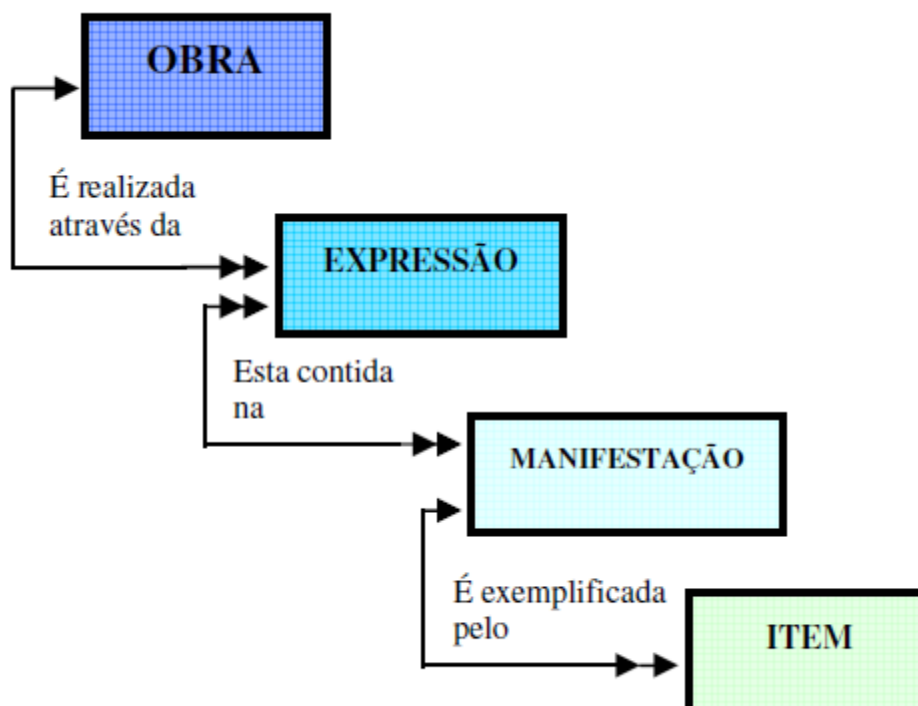 OBRA
É realizada
através da
EXPRESSÃO
Esta contida
na
MANIFESTAÇÃO
É exemplificada
pelo
ITEM